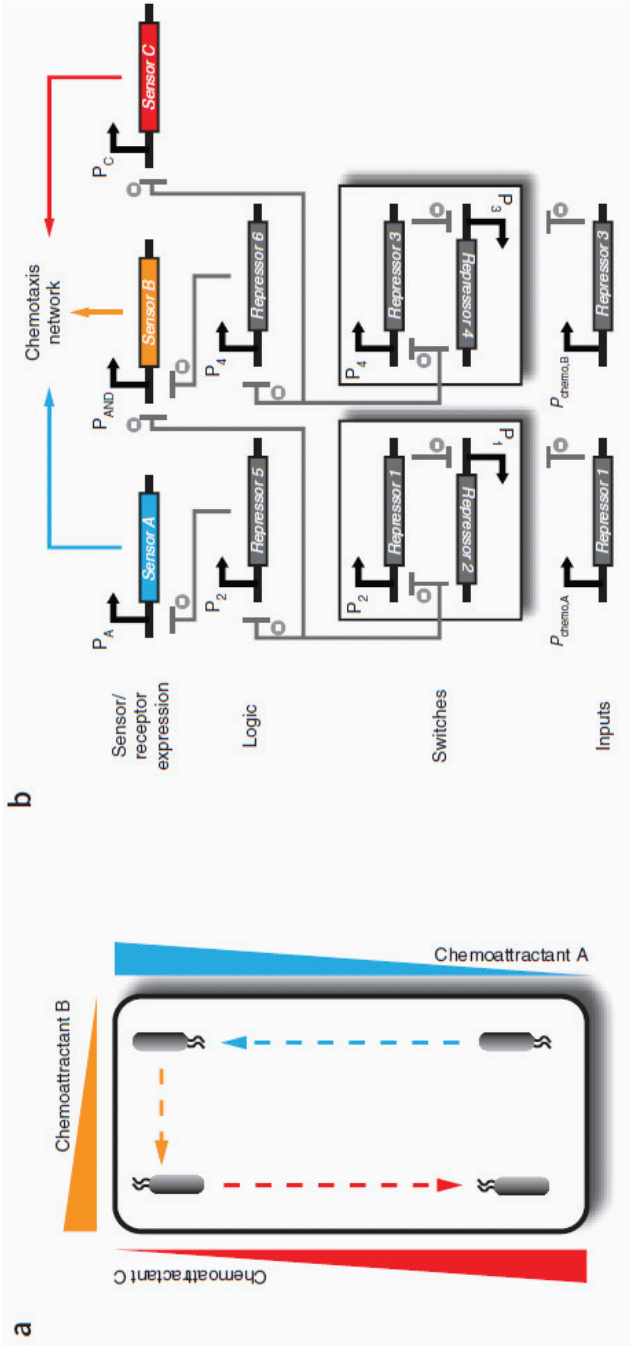 a
Chemoattractant B
Chemoattractant A
Chemoattractant C
b
Chemotaxis
network
Sensor/
receptor
expression
P_A
Sensor A
P_AND
Sensor B
P_C
Sensor C
Logic
P_2
Repressor 5
P_4
Repressor 6
Switches
P_2
Repressor 1
Repressor 2
P_1
P_4
Repressor 3
Repressor 4
P_3
Inputs
P_chemo,A
Repressor 1
P_chemo,B
Repressor 3